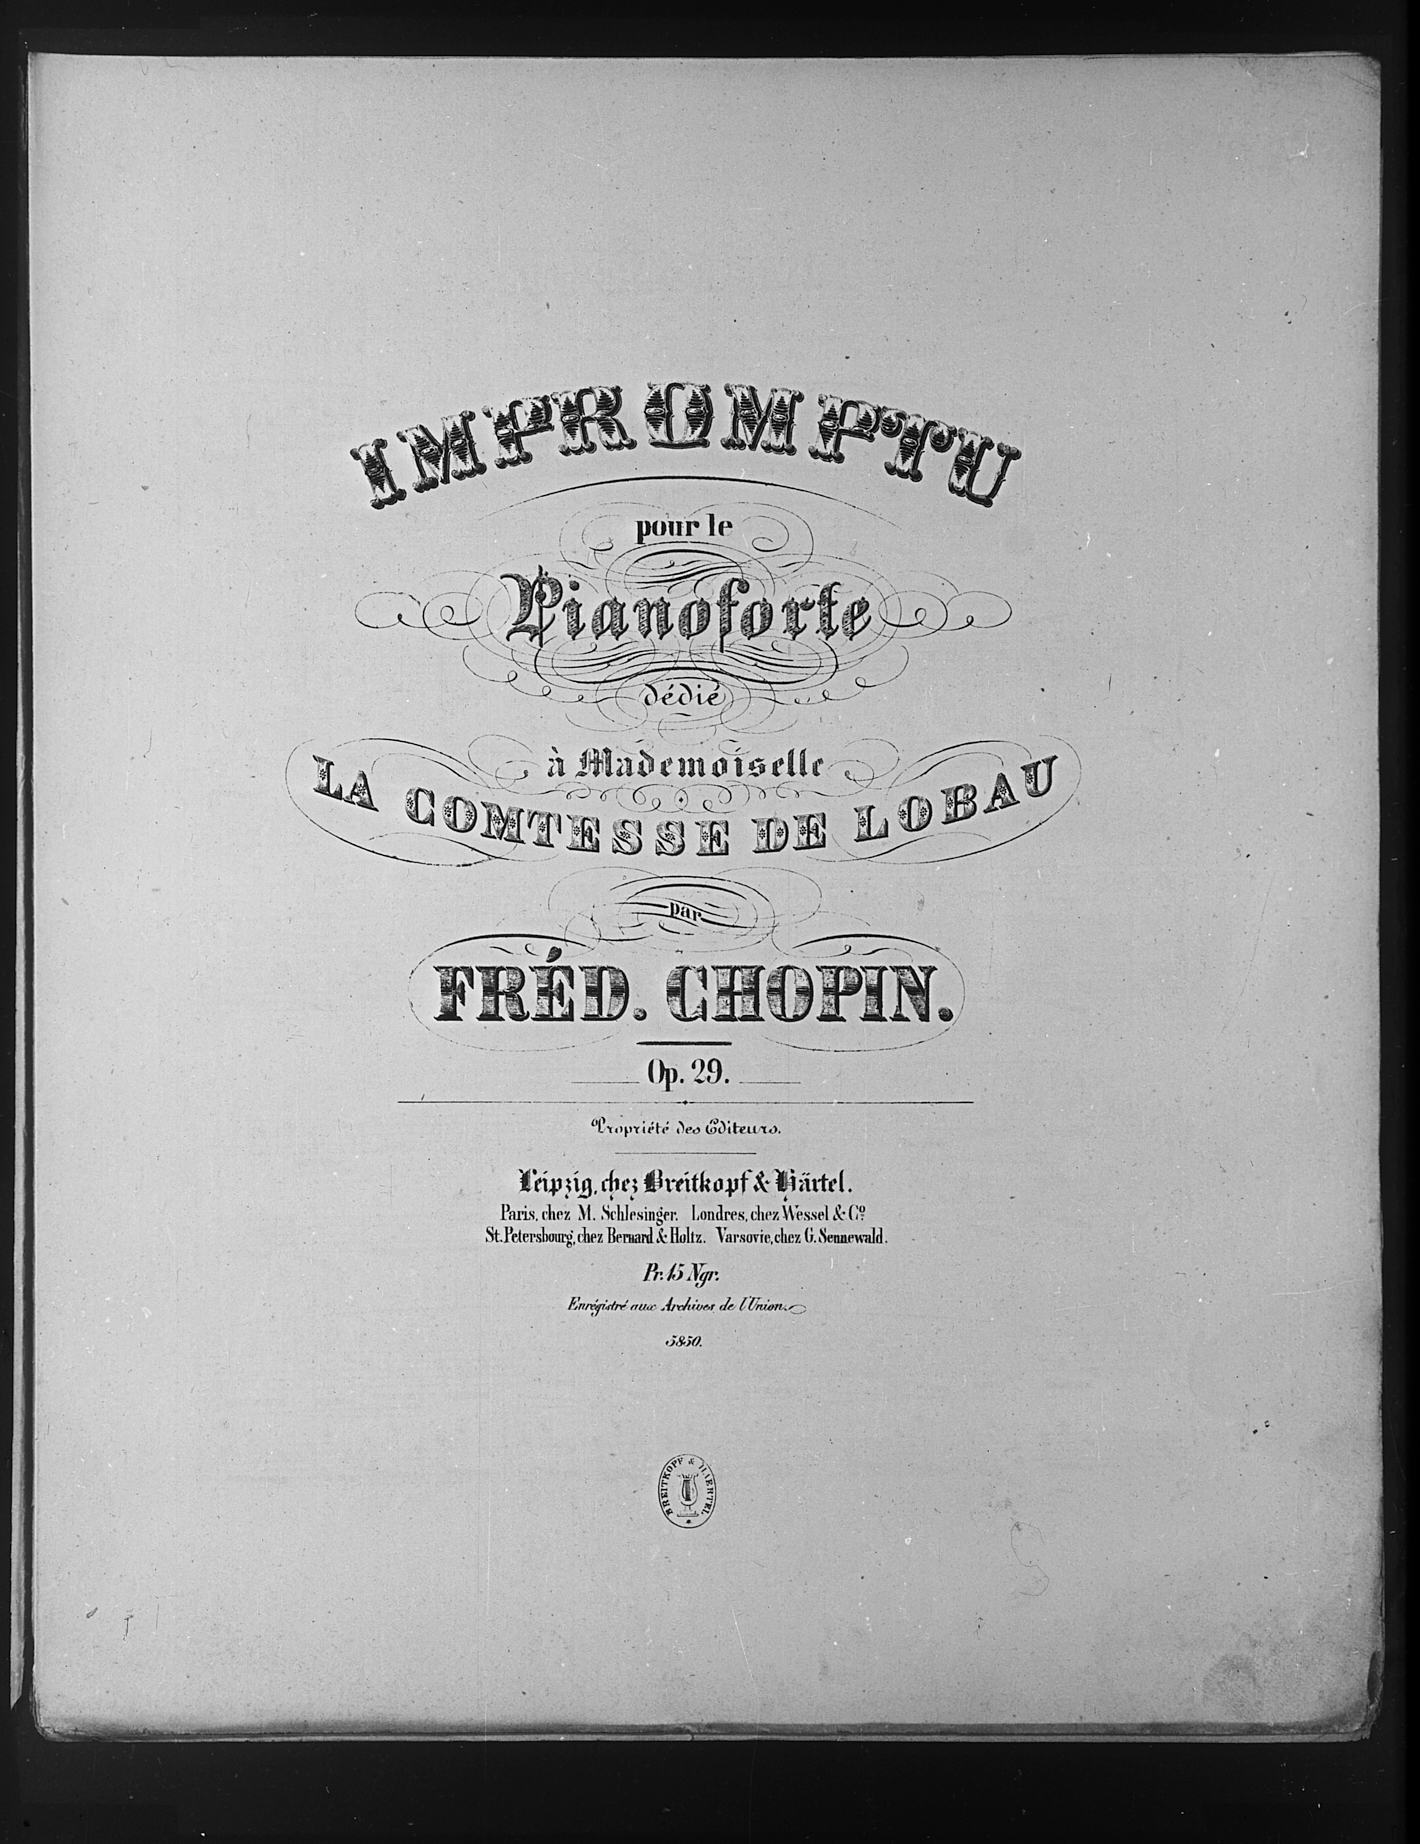 IMPROMPTU
pour le
Pianoforte
dédié
à Mademoiselle
LA COMTESSE DE LOBAU
par
FRÉD. CHOPIN.
Op. 29.
Propriété des Editeurs.
Leipzig, chez Breitkopf & Härtel.
Paris, chez M. Schlesinger. Londres, chez Wessel & Co.
St. Petersbourg, chez Bernard & Holtz. Varsovie, chez G. Sennewald.
Pr. 15 Ngr.
Enrégistré aux Archives de l'Union.
5850.
BREITKOPF & HAERTEL